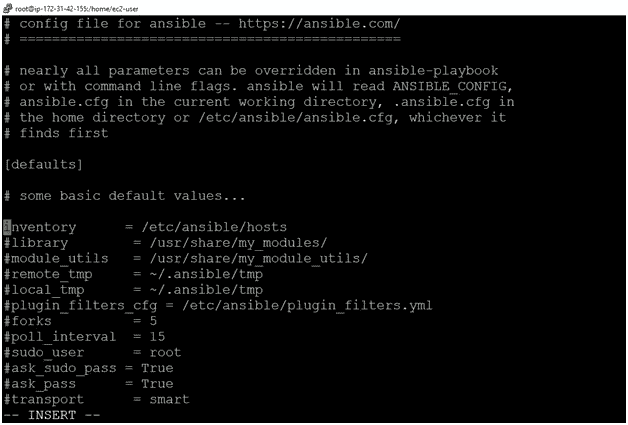 root@ip-172-31-42-155:/home/ec2-user
# config file for ansible -- https://ansible.com/
# ===============================================
# nearly all parameters can be overridden in ansible-playbook
# or with command line flags. ansible will read ANSIBLE_CONFIG,
# ansible.cfg in the current working directory, .ansible.cfg in
# the home directory or /etc/ansible/ansible.cfg, whichever it
# finds first
[defaults]
# some basic default values...
inventory      = /etc/ansible/hosts
#library        = /usr/share/my_modules/
#module_utils   = /usr/share/my_module_utils/
#remote_tmp     = ~/.ansible/tmp
#local_tmp      = ~/.ansible/tmp
#plugin_filters_cfg = /etc/ansible/plugin_filters.yml
#forks          = 5
#poll_interval  = 15
#sudo_user      = root
#ask_sudo_pass = True
#ask_pass      = True
#transport      = smart
-- INSERT --